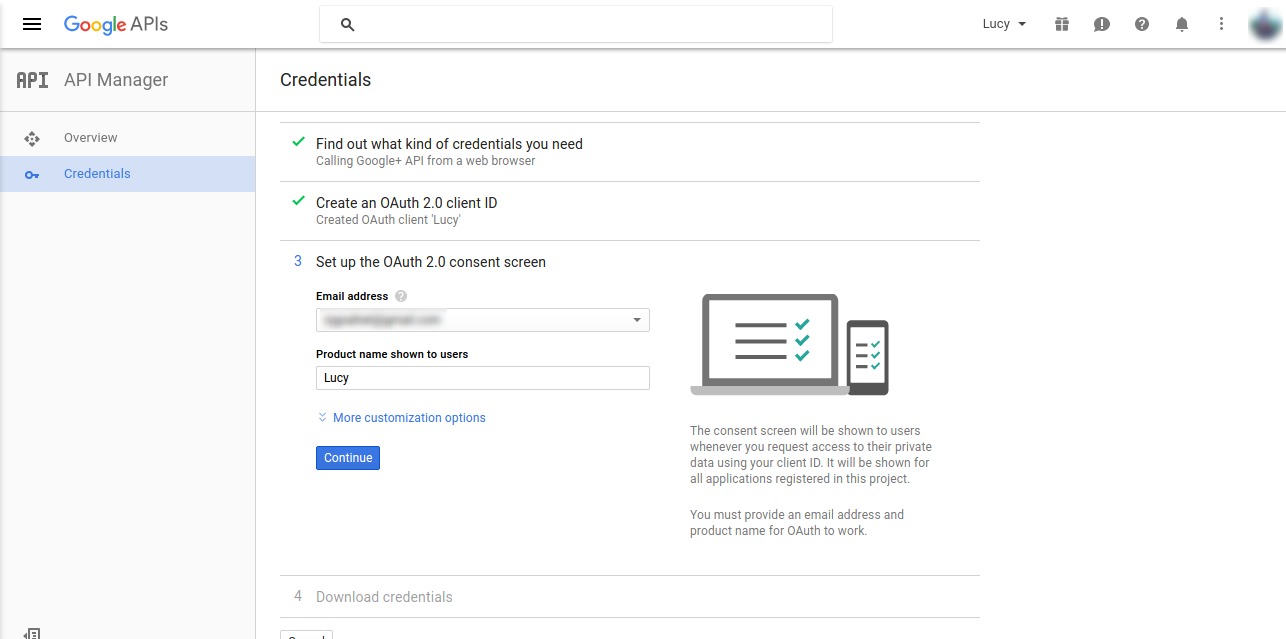 Google APIs
Lucy
API API Manager
Credentials
Overview
Credentials
Find out what kind of credentials you need
Calling Google+ API from a web browser
Create an OAuth 2.0 client ID
Created OAuth client 'Lucy'
3 Set up the OAuth 2.0 consent screen
Email address
Product name shown to users
Lucy
More customization options
Continue
The consent screen will be shown to users
whenever you request access to their private
data using your client ID. It will be shown for
all applications registered in this project.
You must provide an email address and
product name for OAuth to work.
4 Download credentials